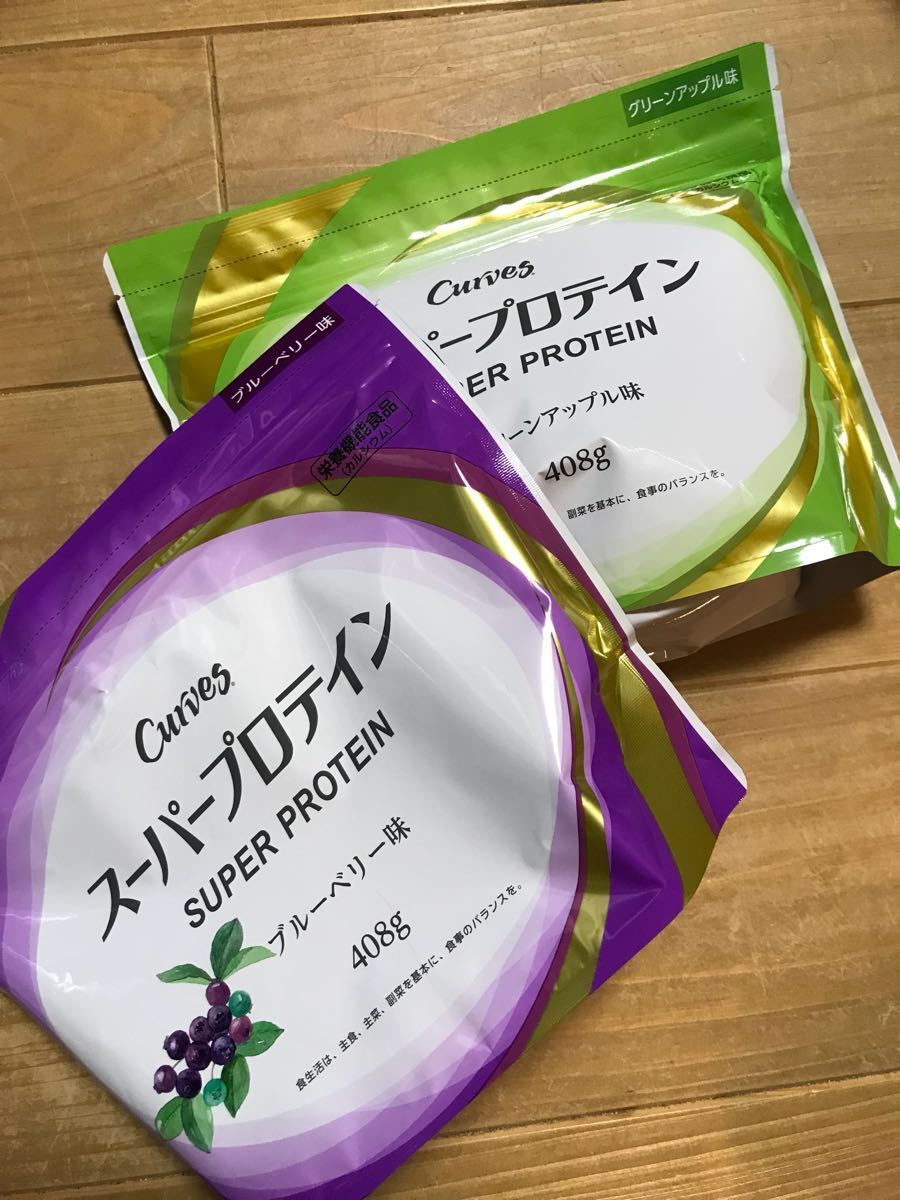 グリーンアップル味
Curves
パープロテイン
PER PROTEIN
ーンアップル味
408g
副菜を基本に、食事のバランスを。
ブルーベリー味
栄養機能食品
(カルシウム)
Curves
スーパープロテイン
SUPER PROTEIN
ブルーベリー味
408g
食生活は、主食、主菜、副菜を基本に、食事のバランスを。